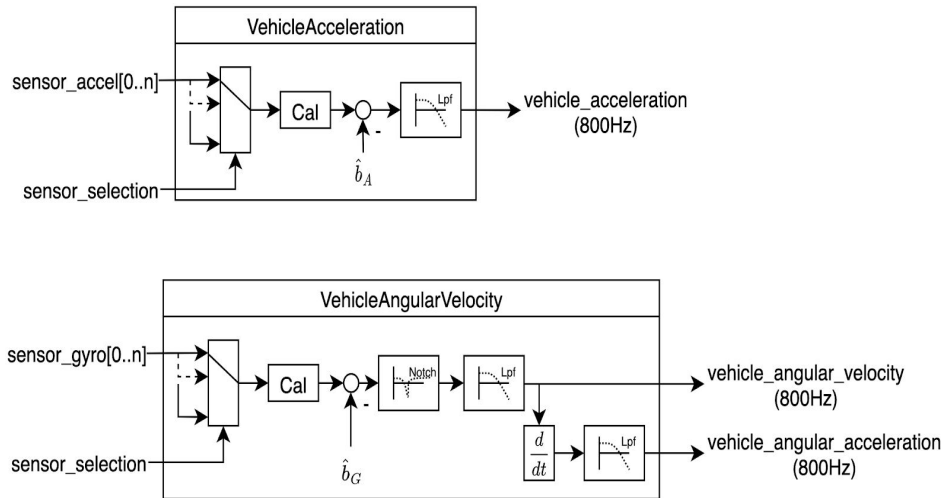 VehicleAcceleration
sensor_accel[0..n]
Lpf
Cal
vehicle_acceleration
(800Hz)
-
b̂_A
sensor_selection
VehicleAngularVelocity
sensor_gyro[0..n]
Notch
Lpf
Cal
vehicle_angular_velocity
(800Hz)
-
b̂_G
d
dt
Lpf
vehicle_angular_acceleration
(800Hz)
sensor_selection